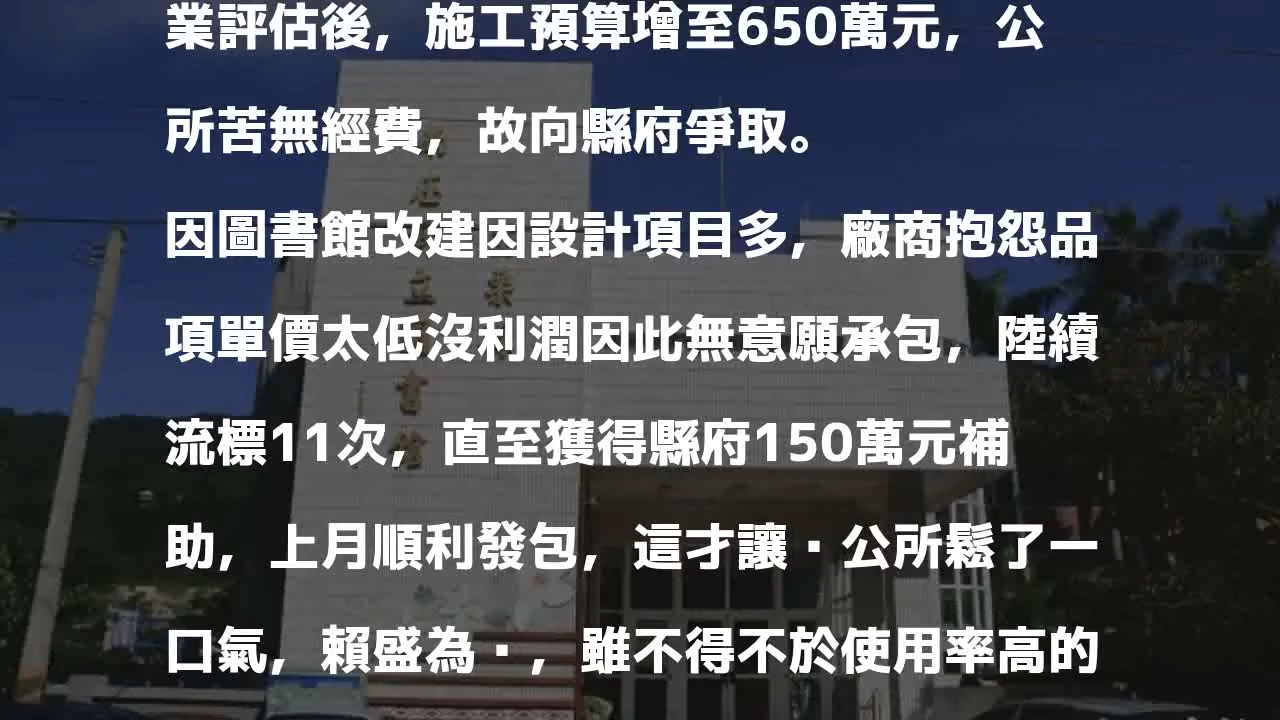 業評估後，施工預算增至650萬元，公
所苦無經費，故向縣府爭取。
因圖書館改建因設計項目多，廠商抱怨品
項單價太低沒利潤因此無意願承包，陸續
流標11次，直至獲得縣府150萬元補
助，上月順利發包，這才讓·公所鬆了一
口氣，賴盛為·，雖不得不於使用率高的
立
書